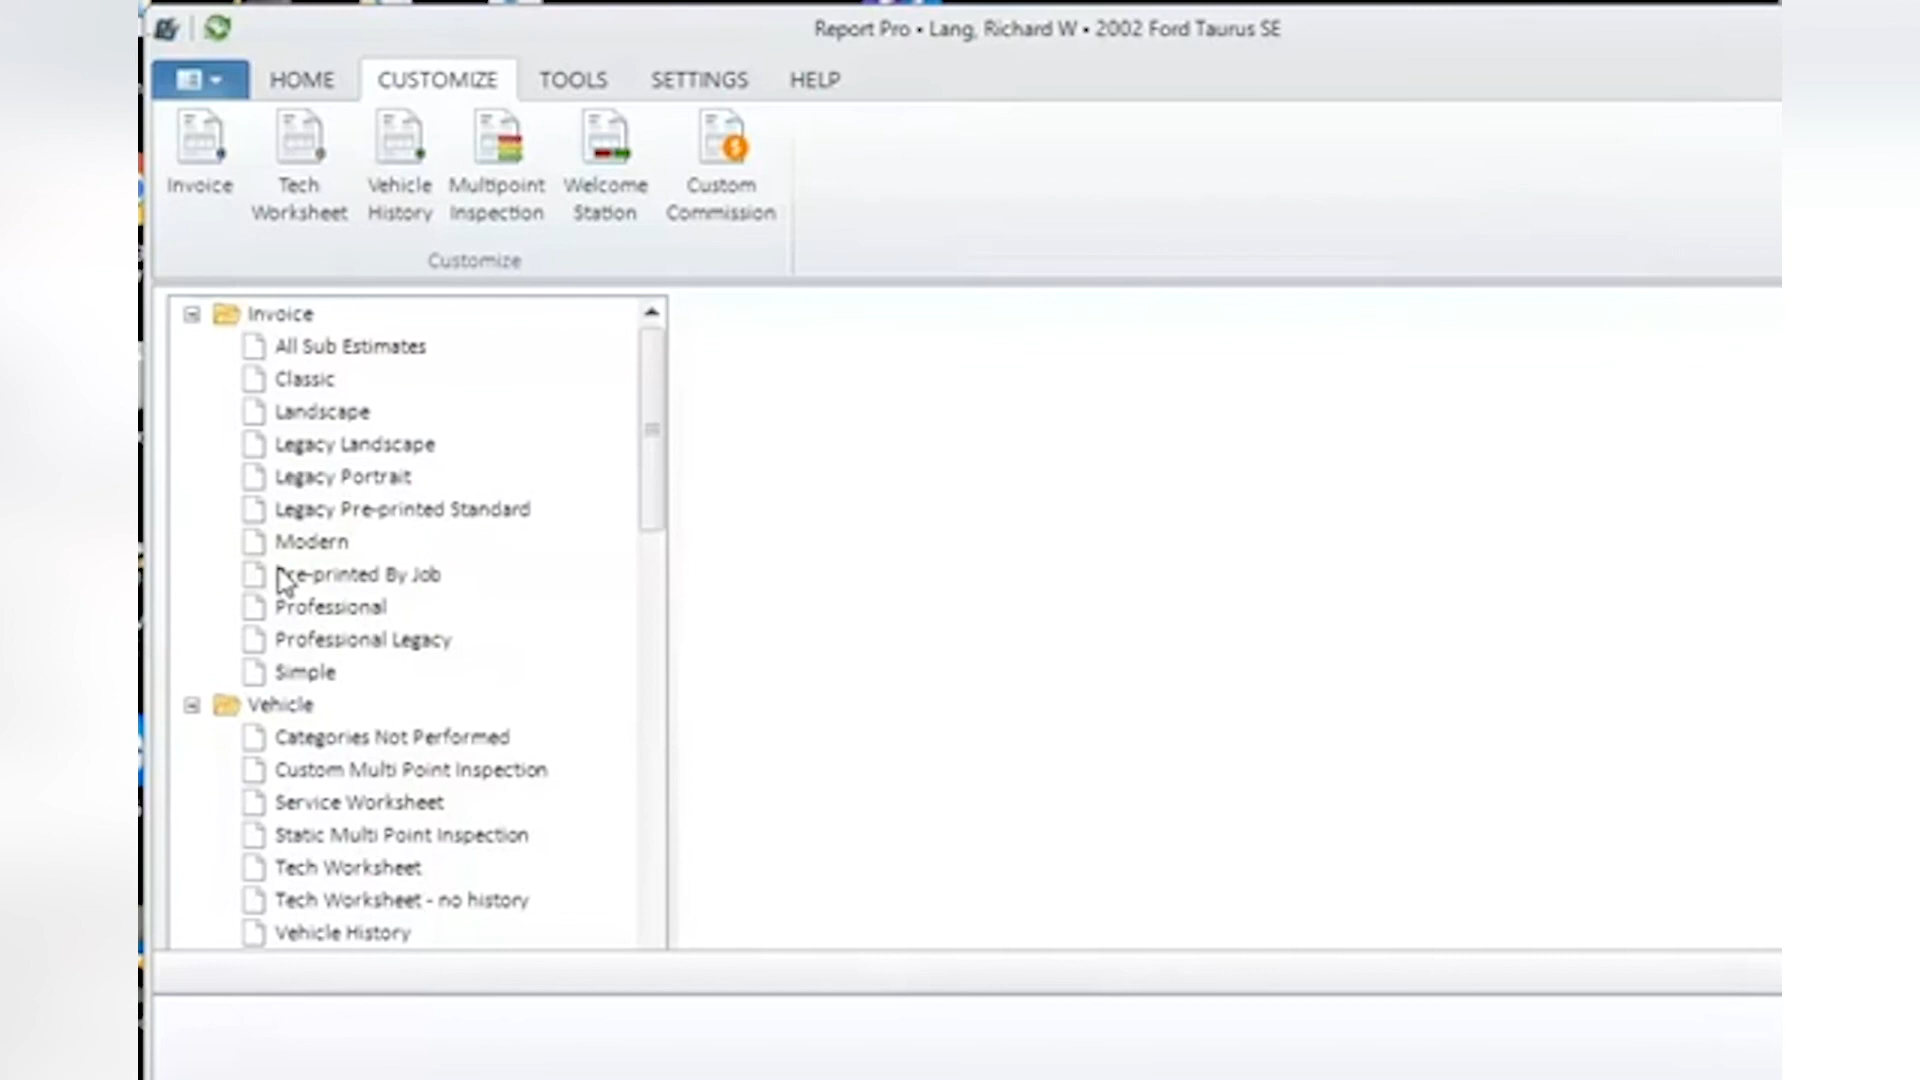 Report Pro • Lang, Richard W • 2002 Ford Taurus SE
HOME CUSTOMIZE TOOLS SETTINGS HELP
Invoice
Tech Worksheet
Vehicle History
Multipoint Inspection
Welcome Station
Custom Commission
Customize
Invoice
All Sub Estimates
Classic
Landscape
Legacy Landscape
Legacy Portrait
Legacy Pre-printed Standard
Modern
Pre-printed By Job
Professional
Professional Legacy
Simple
Vehicle
Categories Not Performed
Custom Multi Point Inspection
Service Worksheet
Static Multi Point Inspection
Tech Worksheet
Tech Worksheet - no history
Vehicle History